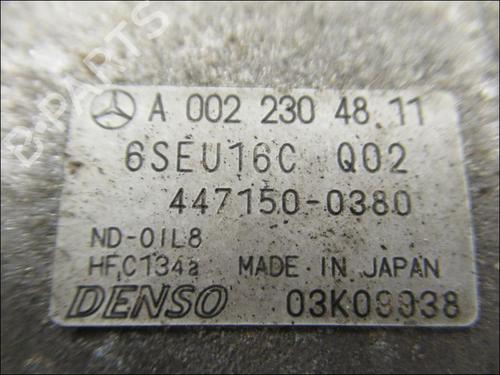 A 002 230 48 11
6SEU16C Q02
447150-0380
ND-OIL8
HFC134a MADE IN JAPAN
DENSO 03K09938